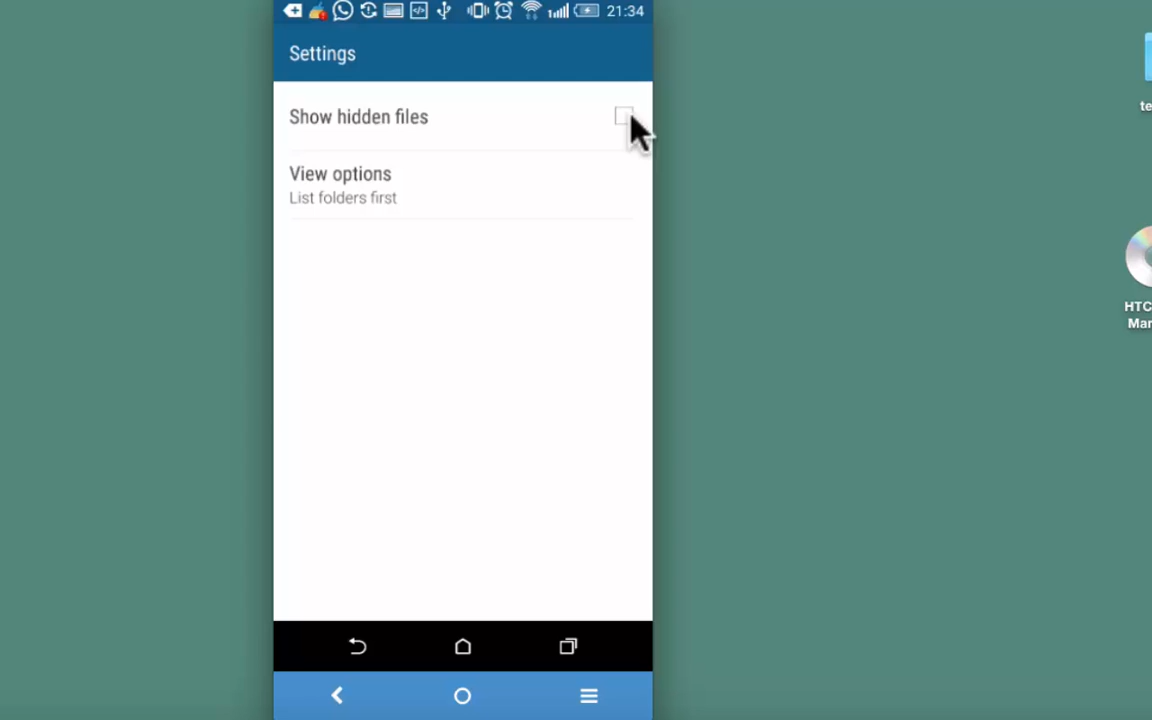 21:34
Settings
te
Show hidden files
View options
List folders first
HTC
Mar